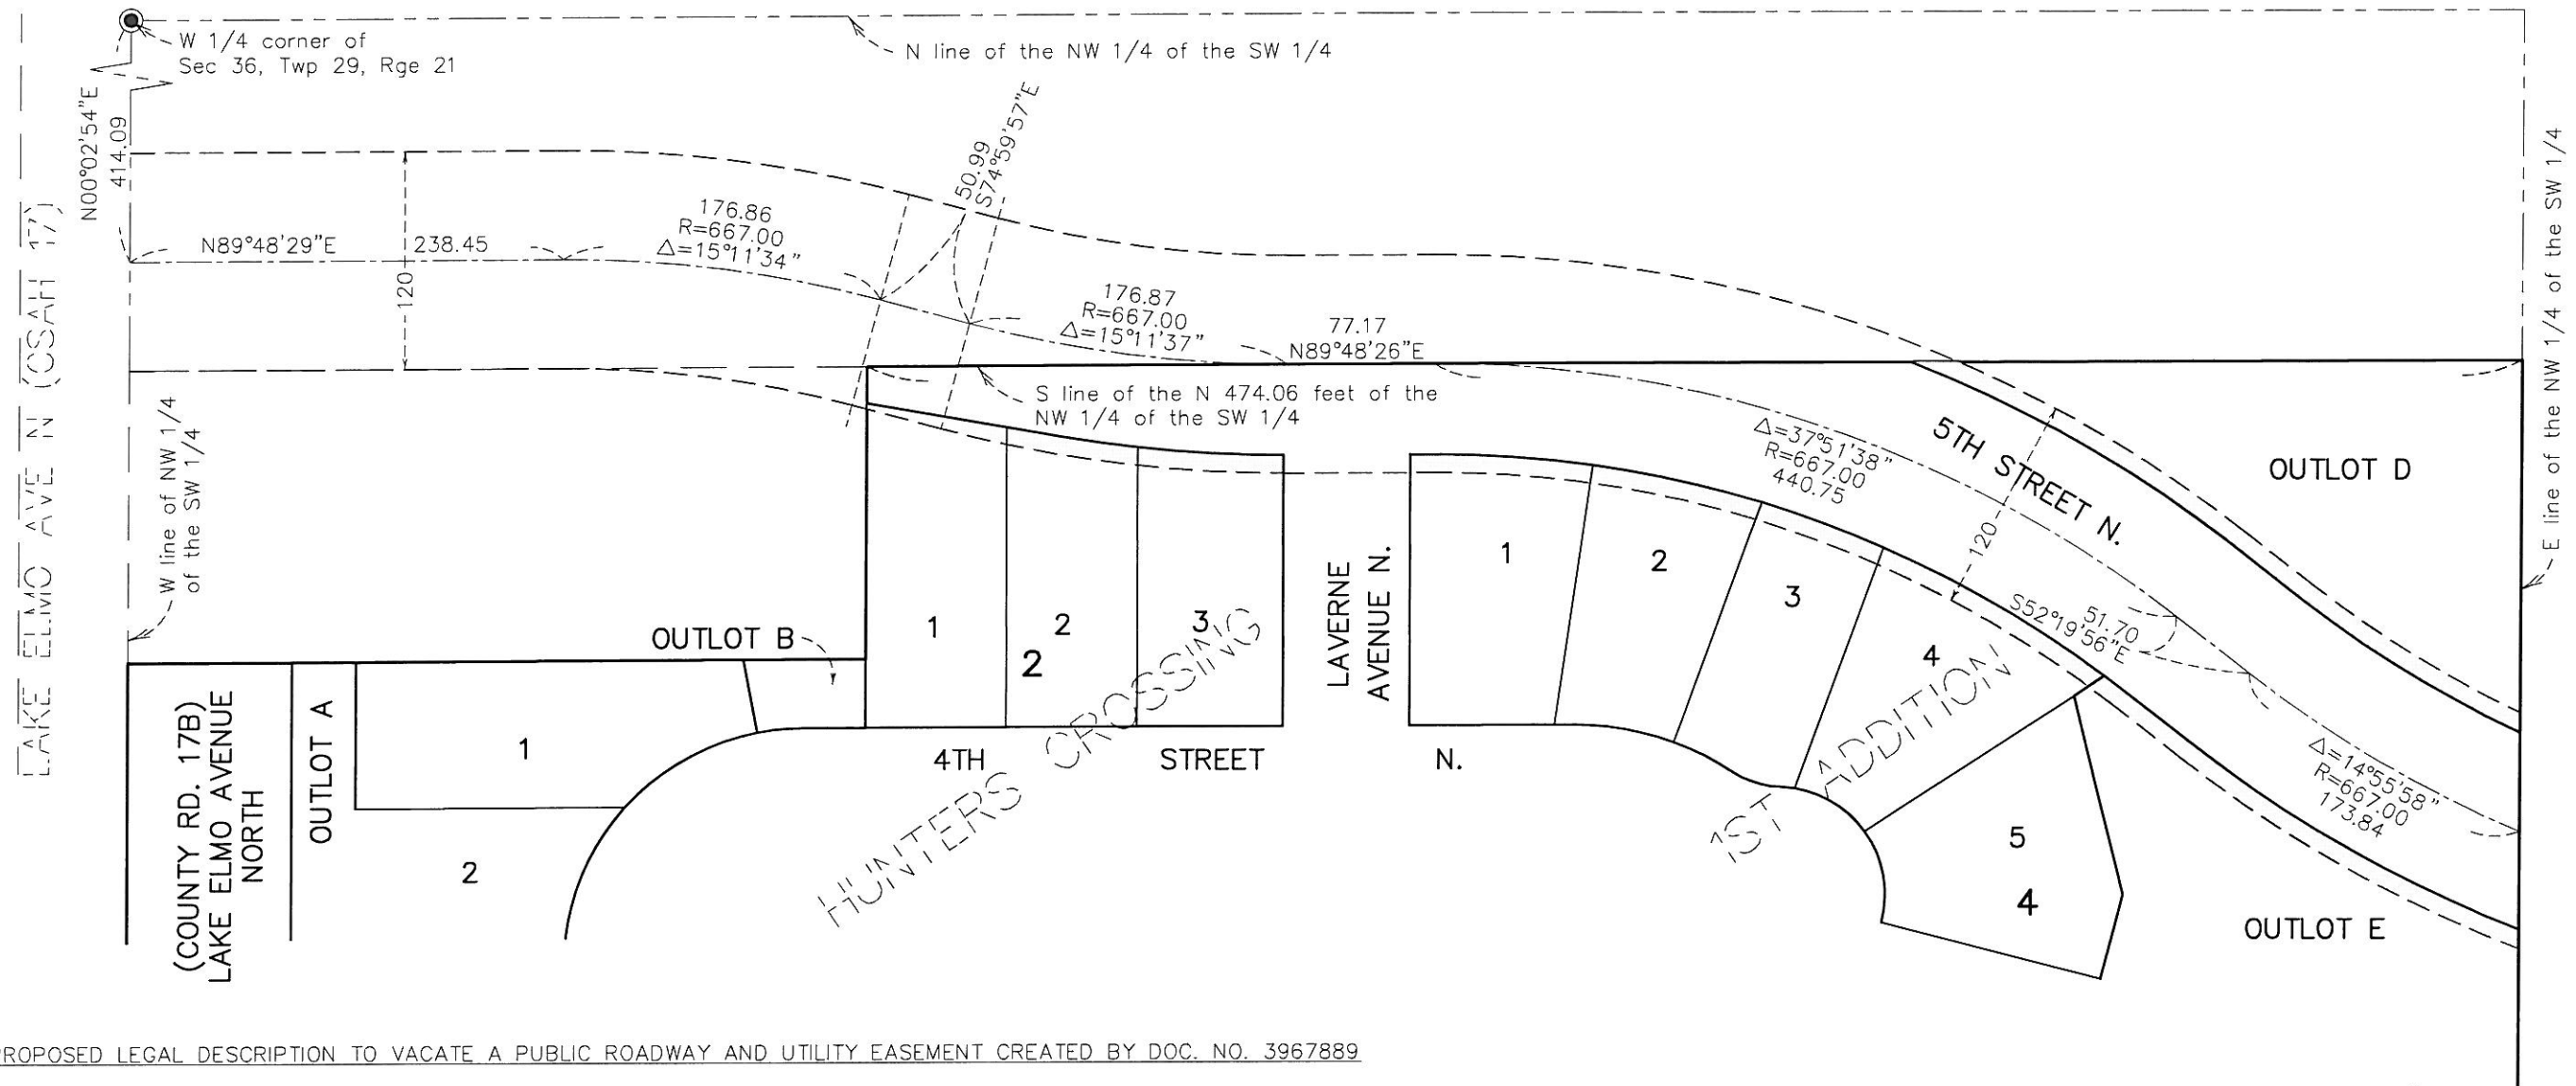 W 1/4 corner of
Sec 36, Twp 29, Rge 21
N line of the NW 1/4 of the SW 1/4
N00°02'54"E
414.09
LAKE ELMO AVE N (CSAH 17)
N89°48'29"E
238.45
120
176.86
R=667.00
Δ=15°11'34"
50.99
S74°59'57"E
176.87
R=667.00
Δ=15°11'37"
77.17
N89°48'26"E
S line of the N 474.06 feet of the
NW 1/4 of the SW 1/4
E line of the NW 1/4 of the SW 1/4
W line of NW 1/4
of the SW 1/4
Δ=37°51'38"
R=667.00
440.75
5TH STREET N.
120
OUTLOT D
S52°19'56"E
51.70
Δ=14°55'58"
R=667.00
173.84
OUTLOT B
1
2
3
2
LAVERNE
AVENUE N.
1
2
3
4
5
4
(COUNTY RD. 17B)
LAKE ELMO AVENUE
NORTH
OUTLOT A
1
2
4TH STREET N.
HUNTERS CROSSING
1ST ADDITION
OUTLOT E
PROPOSED LEGAL DESCRIPTION TO VACATE A PUBLIC ROADWAY AND UTILITY EASEMENT CREATED BY DOC. NO. 3967889